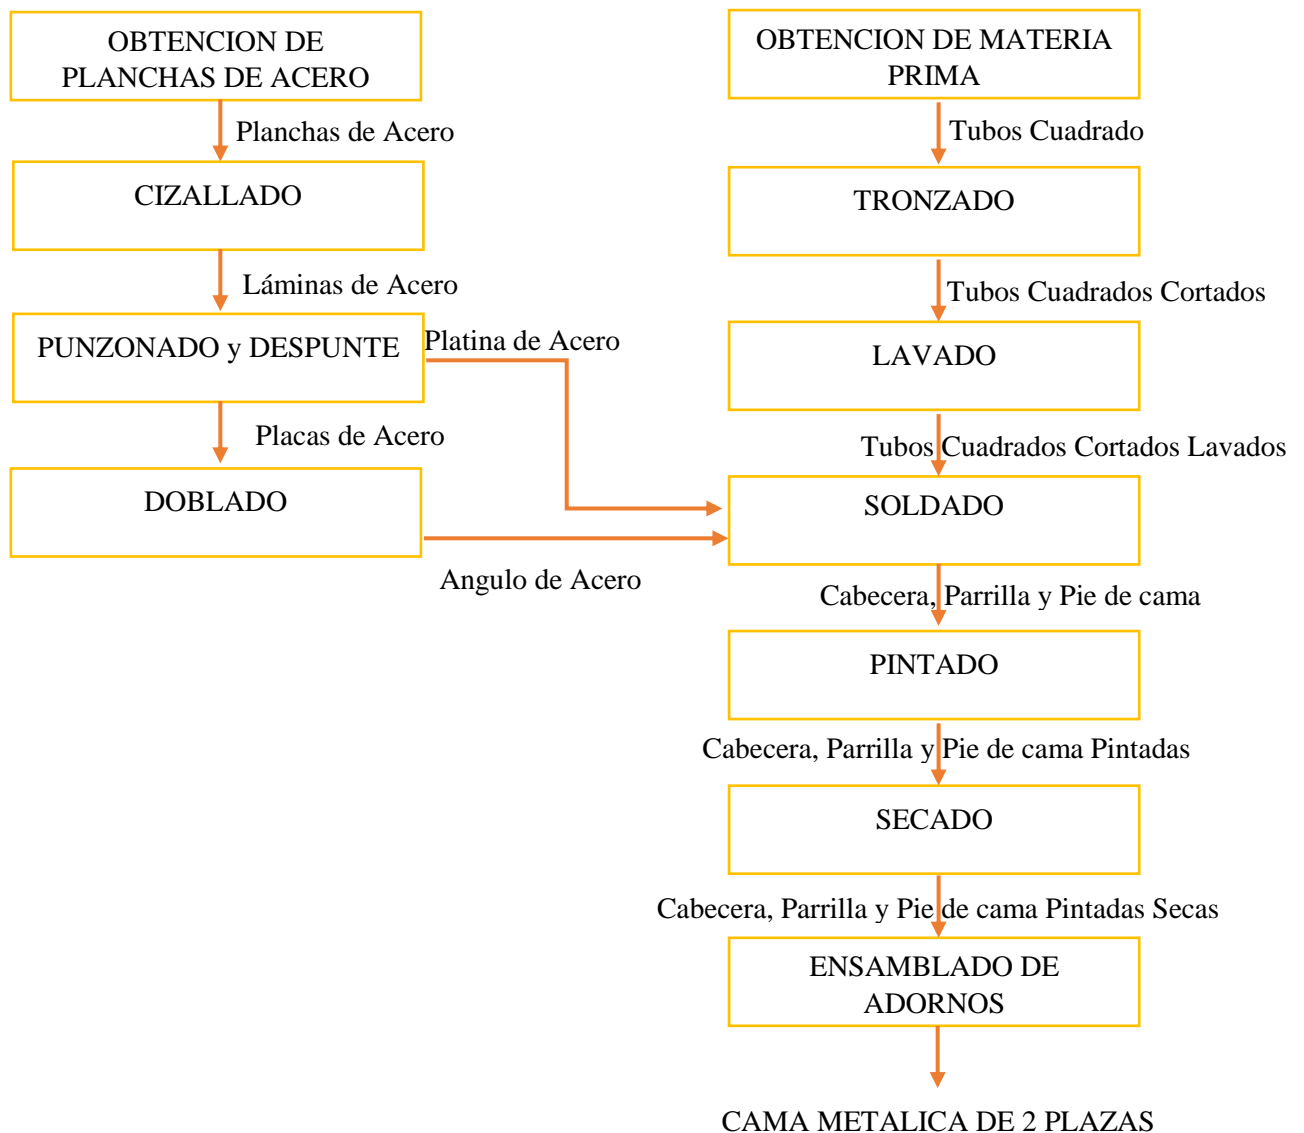 OBTENCION DE
PLANCHAS DE ACERO
Planchas de Acero
CIZALLADO
Láminas de Acero
PUNZONADO y DESPUNTE
Platina de Acero
Placas de Acero
DOBLADO
Angulo de Acero
OBTENCION DE MATERIA
PRIMA
Tubos Cuadrado
TRONZADO
Tubos Cuadrados Cortados
LAVADO
Tubos Cuadrados Cortados Lavados
SOLDADO
Cabecera, Parrilla y Pie de cama
PINTADO
Cabecera, Parrilla y Pie de cama Pintadas
SECADO
Cabecera, Parrilla y Pie de cama Pintadas Secas
ENSAMBLADO DE
ADORNOS
CAMA METALICA DE 2 PLAZAS